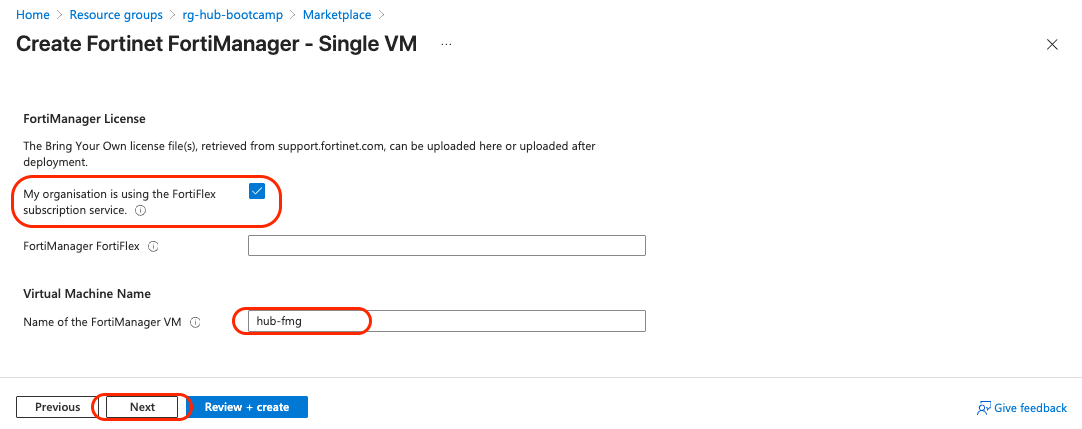 Home > Resource groups > rg-hub-bootcamp > Marketplace >
Create Fortinet FortiManager - Single VM ...
FortiManager License
The Bring Your Own license file(s), retrieved from support.fortinet.com, can be uploaded here or uploaded after
deployment.
My organisation is using the FortiFlex
subscription service.
FortiManager FortiFlex
Virtual Machine Name
Name of the FortiManager VM
hub-fmg
Previous
Next
Review + create
Give feedback